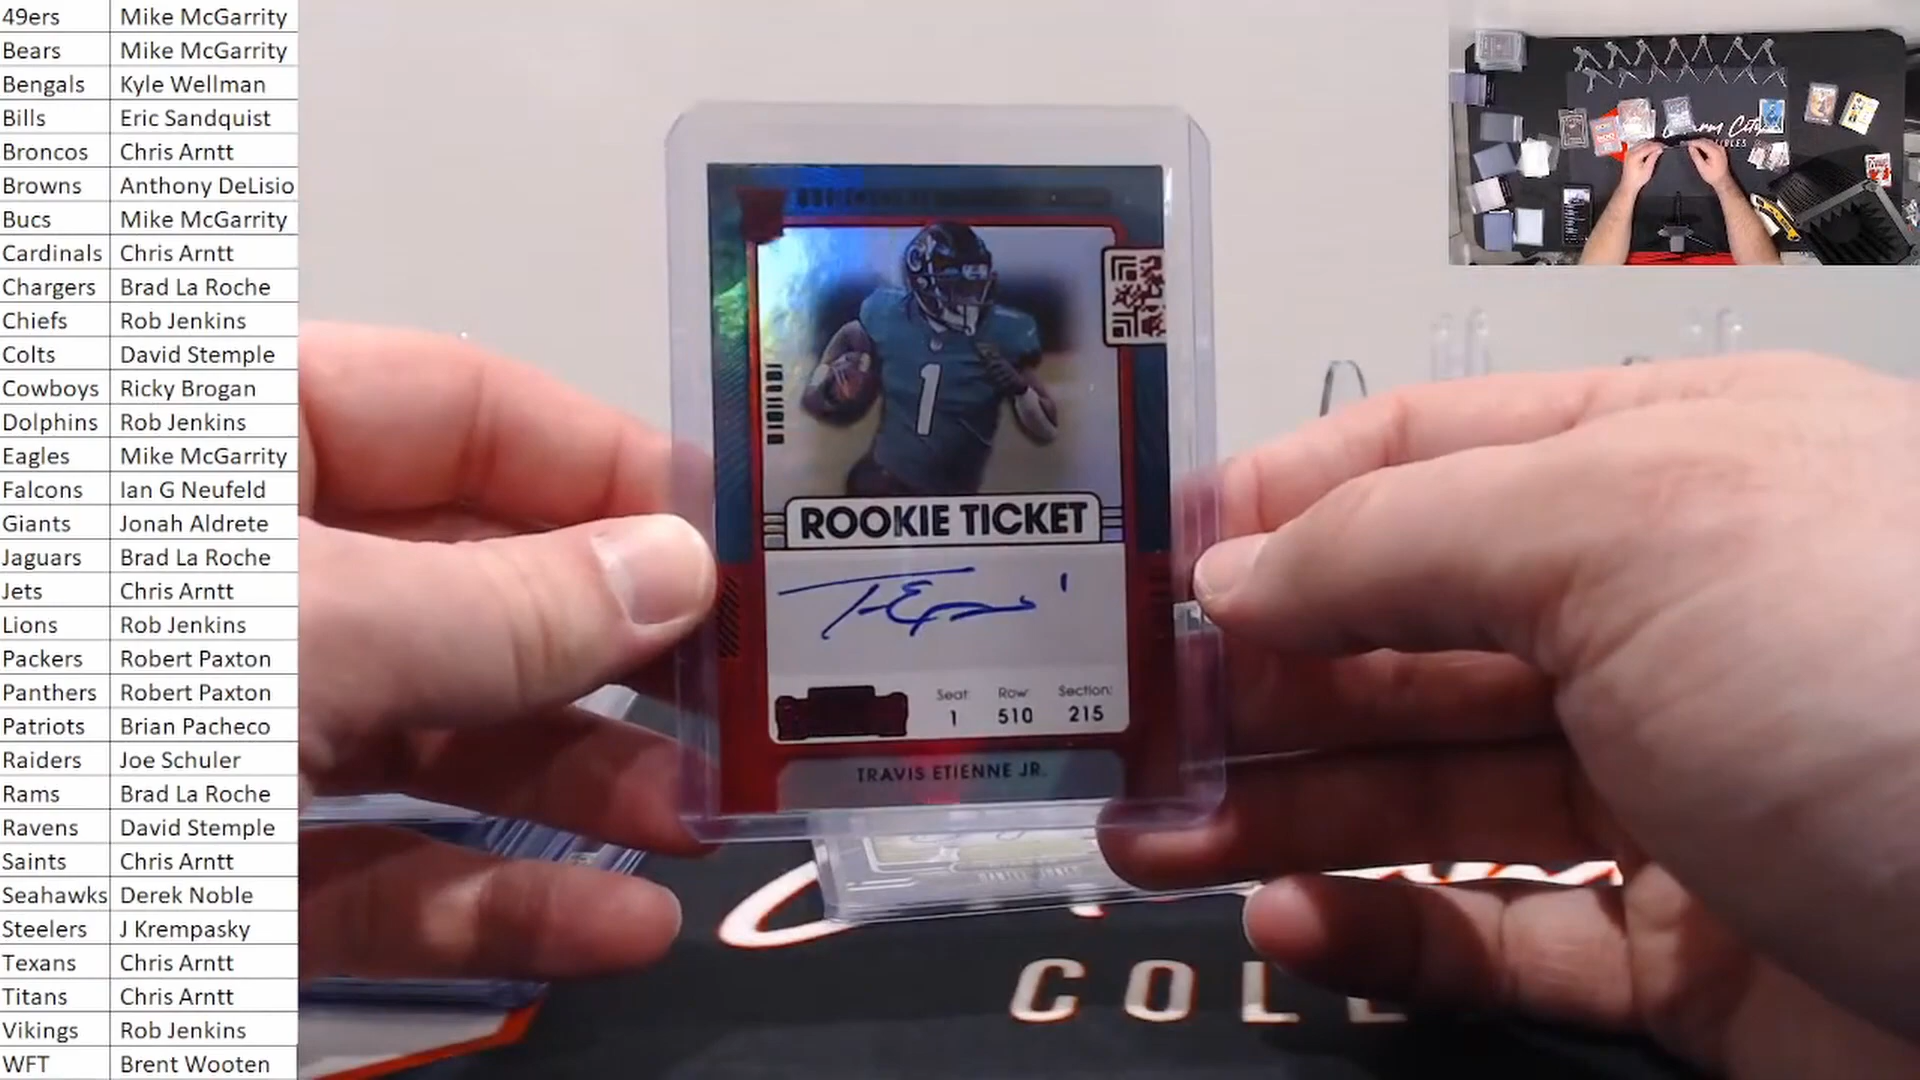 49ers Mike McGarrity
Bears Mike McGarrity
Bengals Kyle Wellman
Bills Eric Sandquist
Broncos Chris Arntt
Browns Anthony DeLisio
Bucs Mike McGarrity
Cardinals Chris Arntt
Chargers Brad La Roche
Chiefs Rob Jenkins
Colts David Stemple
Cowboys Ricky Brogan
Dolphins Rob Jenkins
Eagles Mike McGarrity
Falcons Ian G Neufeld
Giants Jonah Aldrete
Jaguars Brad La Roche
Jets Chris Arntt
Lions Rob Jenkins
Packers Robert Paxton
Panthers Robert Paxton
Patriots Brian Pacheco
Raiders Joe Schuler
Rams Brad La Roche
Ravens David Stemple
Saints Chris Arntt
Seahawks Derek Noble
Steelers J Krempasky
Texans Chris Arntt
Titans Chris Arntt
Vikings Rob Jenkins
WFT Brent Wooten
1
ROOKIE TICKET
Seat: Row: Section:
1 510 215
TRAVIS ETIENNE JR.
COLL